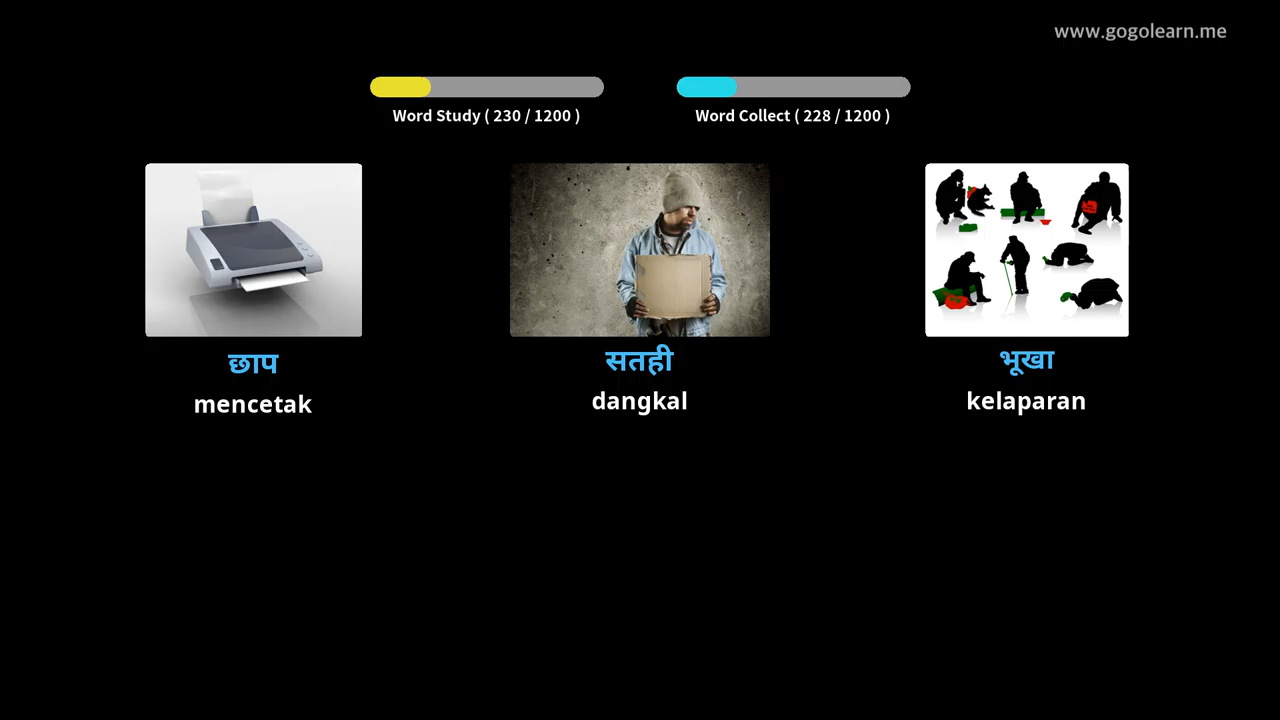 www.gogolearn.me
Word Study ( 230 / 1200 )
Word Collect ( 228 / 1200 )
छाप
mencetak
सतही
dangkal
भूखा
kelaparan